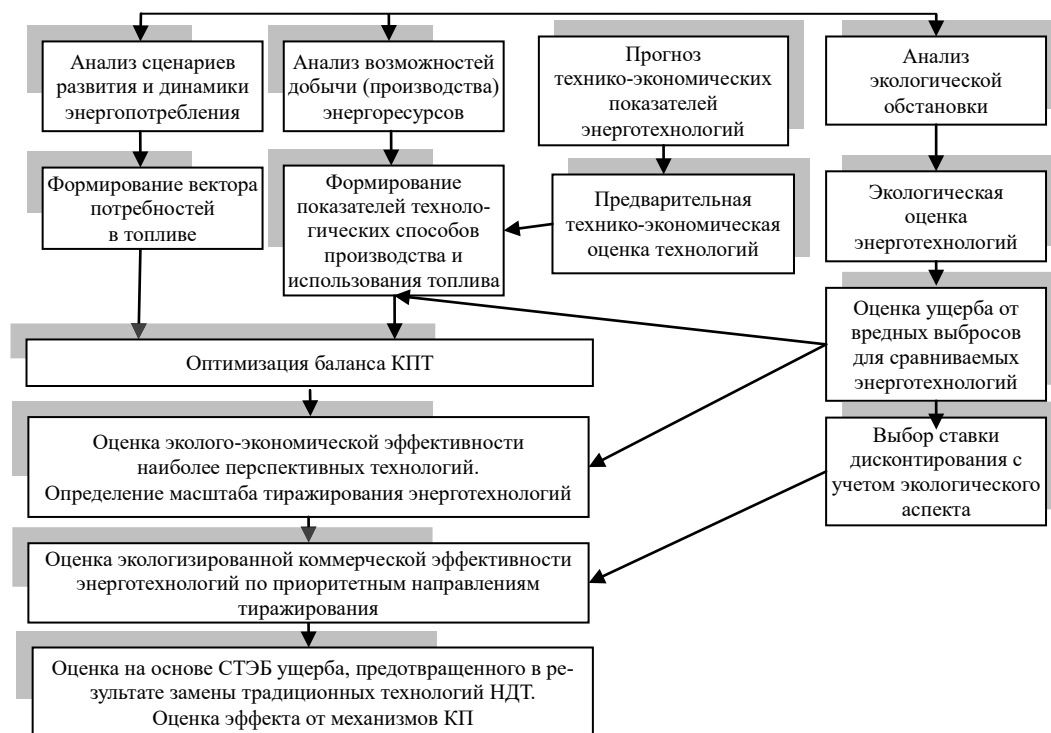 Анализ сценариев
развития и динамики
энергопотребления
Анализ возможностей
добычи (производства)
энергоресурсов
Прогноз
технико-экономических
показателей
энерготехнологий
Анализ
экологической
обстановки
Формирование вектора
потребностей
в топливе
Формирование
показателей техноло-
гических способов
производства и
использования топлива
Предварительная
технико-экономическая
оценка технологий
Экологическая
оценка
энерготехнологий
Оценка ущерба от
вредных выбросов
для сравниваемых
энерготехнологий
Оптимизация баланса КПТ
Оценка эколого-экономической эффективности
наиболее перспективных технологий.
Определение масштаба тиражирования энерготехнологий
Выбор ставки
дисконтирования с
учетом экологического
аспекта
Оценка экологизированной коммерческой эффективности
энерготехнологий по приоритетным направлениям
тиражирования
Оценка на основе СТЭБ ущерба, предотвращенного в ре-
зультате замены традиционных технологий НДТ.
Оценка эффекта от механизмов КП